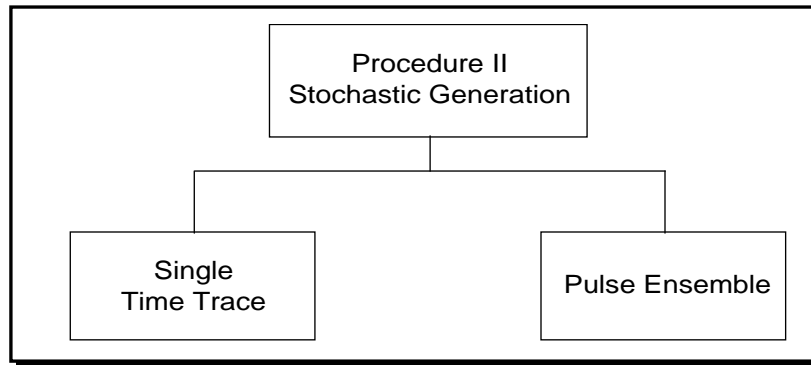 Procedure II
Stochastic Generation
Single
Time Trace
Pulse Ensemble